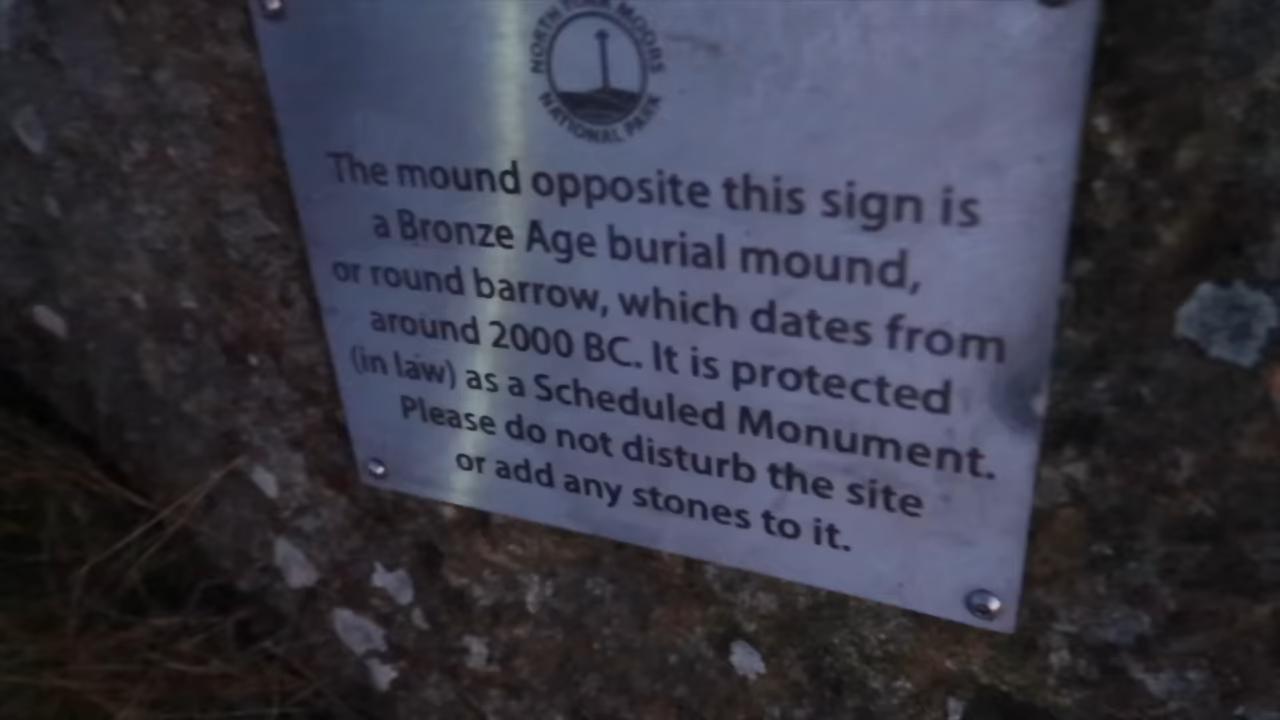 NORTH YORK MOORS
NATIONAL PARK
The mound opposite this sign is
a Bronze Age burial mound,
or round barrow, which dates from
around 2000 BC. It is protected
(in law) as a Scheduled Monument.
Please do not disturb the site
or add any stones to it.